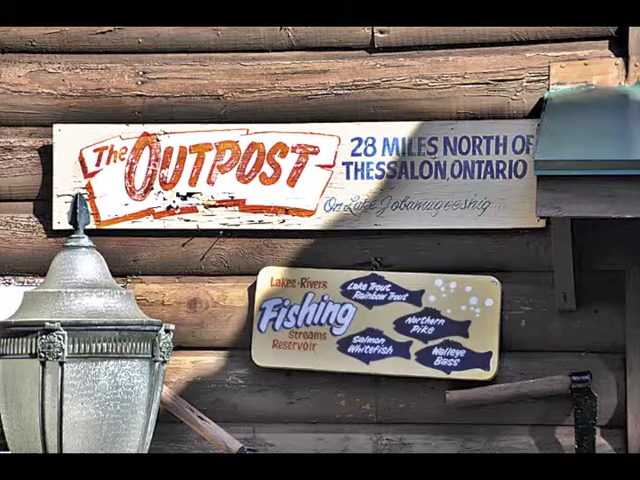 The OUTPOST
28 MILES NORTH OF
THESSALON, ONTARIO
On Lake Jobamageeshig...
Lakes · Rivers
Fishing
Streams
Reservoir
Lake Trout
Rainbow Trout
Northern
Pike
Salmon
Whitefish
Walleye
Bass